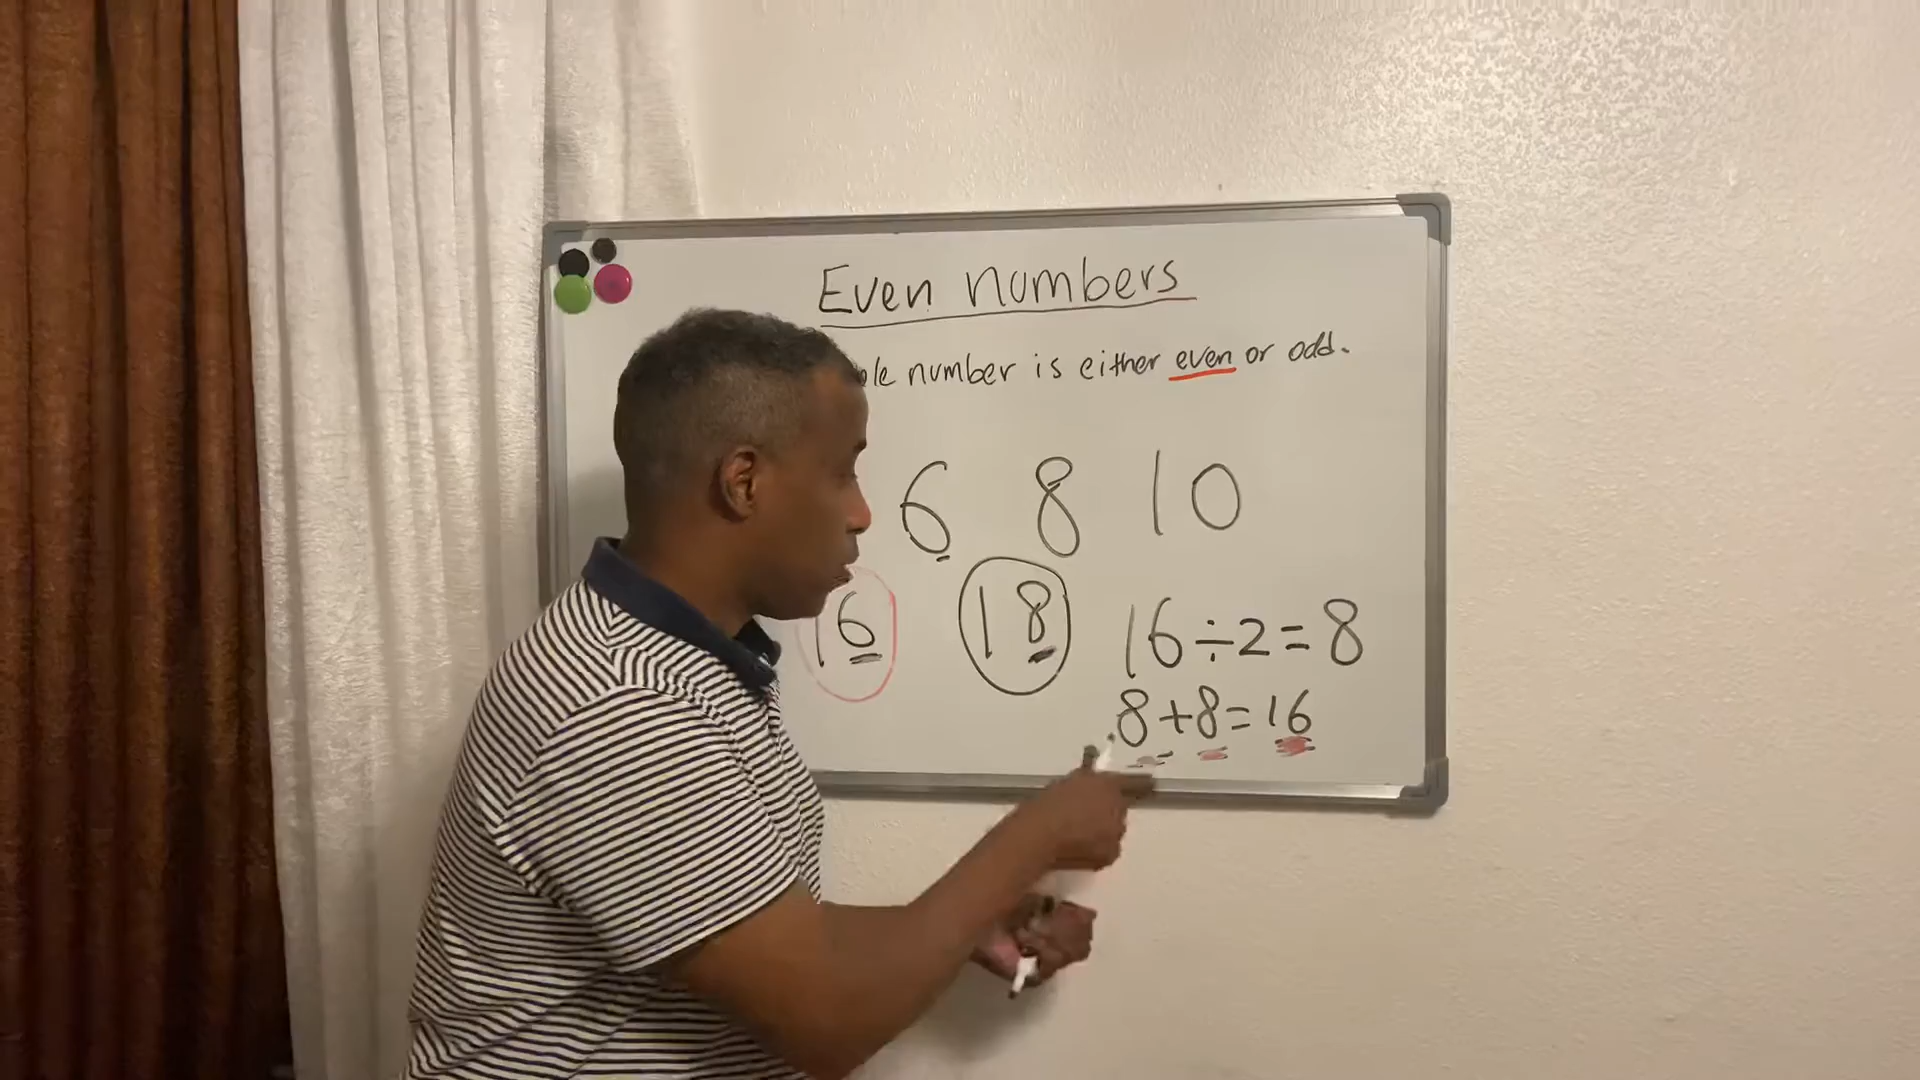 Even numbers
number is either even or odd.
6 8 10
16 18 16÷2=8
8+8=16